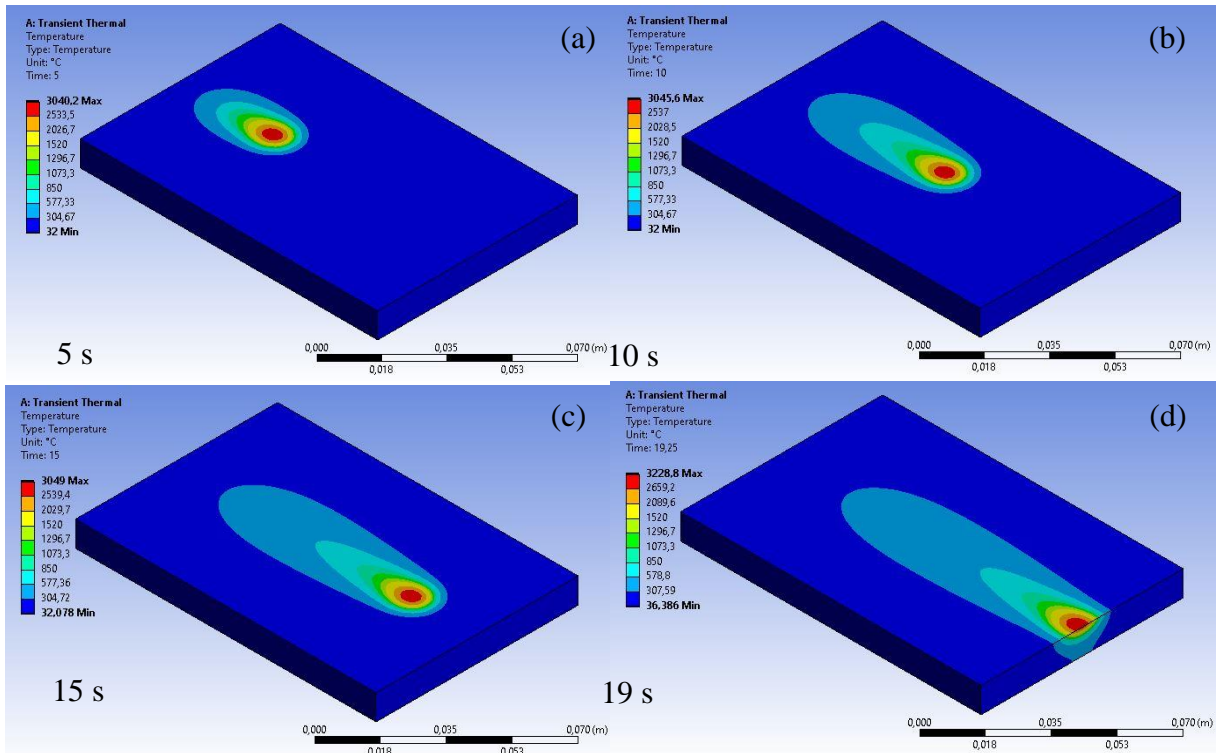 A: Transient Thermal
Temperature
Type: Temperature
Unit: °C
Time: 5
(a)
3040,2 Max
2533,5
2026,7
1520
1296,7
1073,3
850
577,33
304,67
32 Min
5 s
0,000 0,035 0,070 (m)
0,018 0,053
A: Transient Thermal
Temperature
Type: Temperature
Unit: °C
Time: 10
(b)
3045,6 Max
2537
2028,5
1520
1296,7
1073,3
850
577,33
304,67
32 Min
10 s
0,000 0,035 0,070 (m)
0,018 0,053
A: Transient Thermal
Temperature
Type: Temperature
Unit: °C
Time: 15
(c)
3049 Max
2539,4
2029,7
1520
1296,7
1073,3
850
577,36
304,72
32,078 Min
15 s
0,000 0,035 0,070 (m)
0,018 0,053
A: Transient Thermal
Temperature
Type: Temperature
Unit: °C
Time: 19,25
(d)
3228,8 Max
2659,2
2089,6
1520
1296,7
1073,3
850
578,8
307,59
36,386 Min
19 s
0,000 0,035 0,070 (m)
0,018 0,053